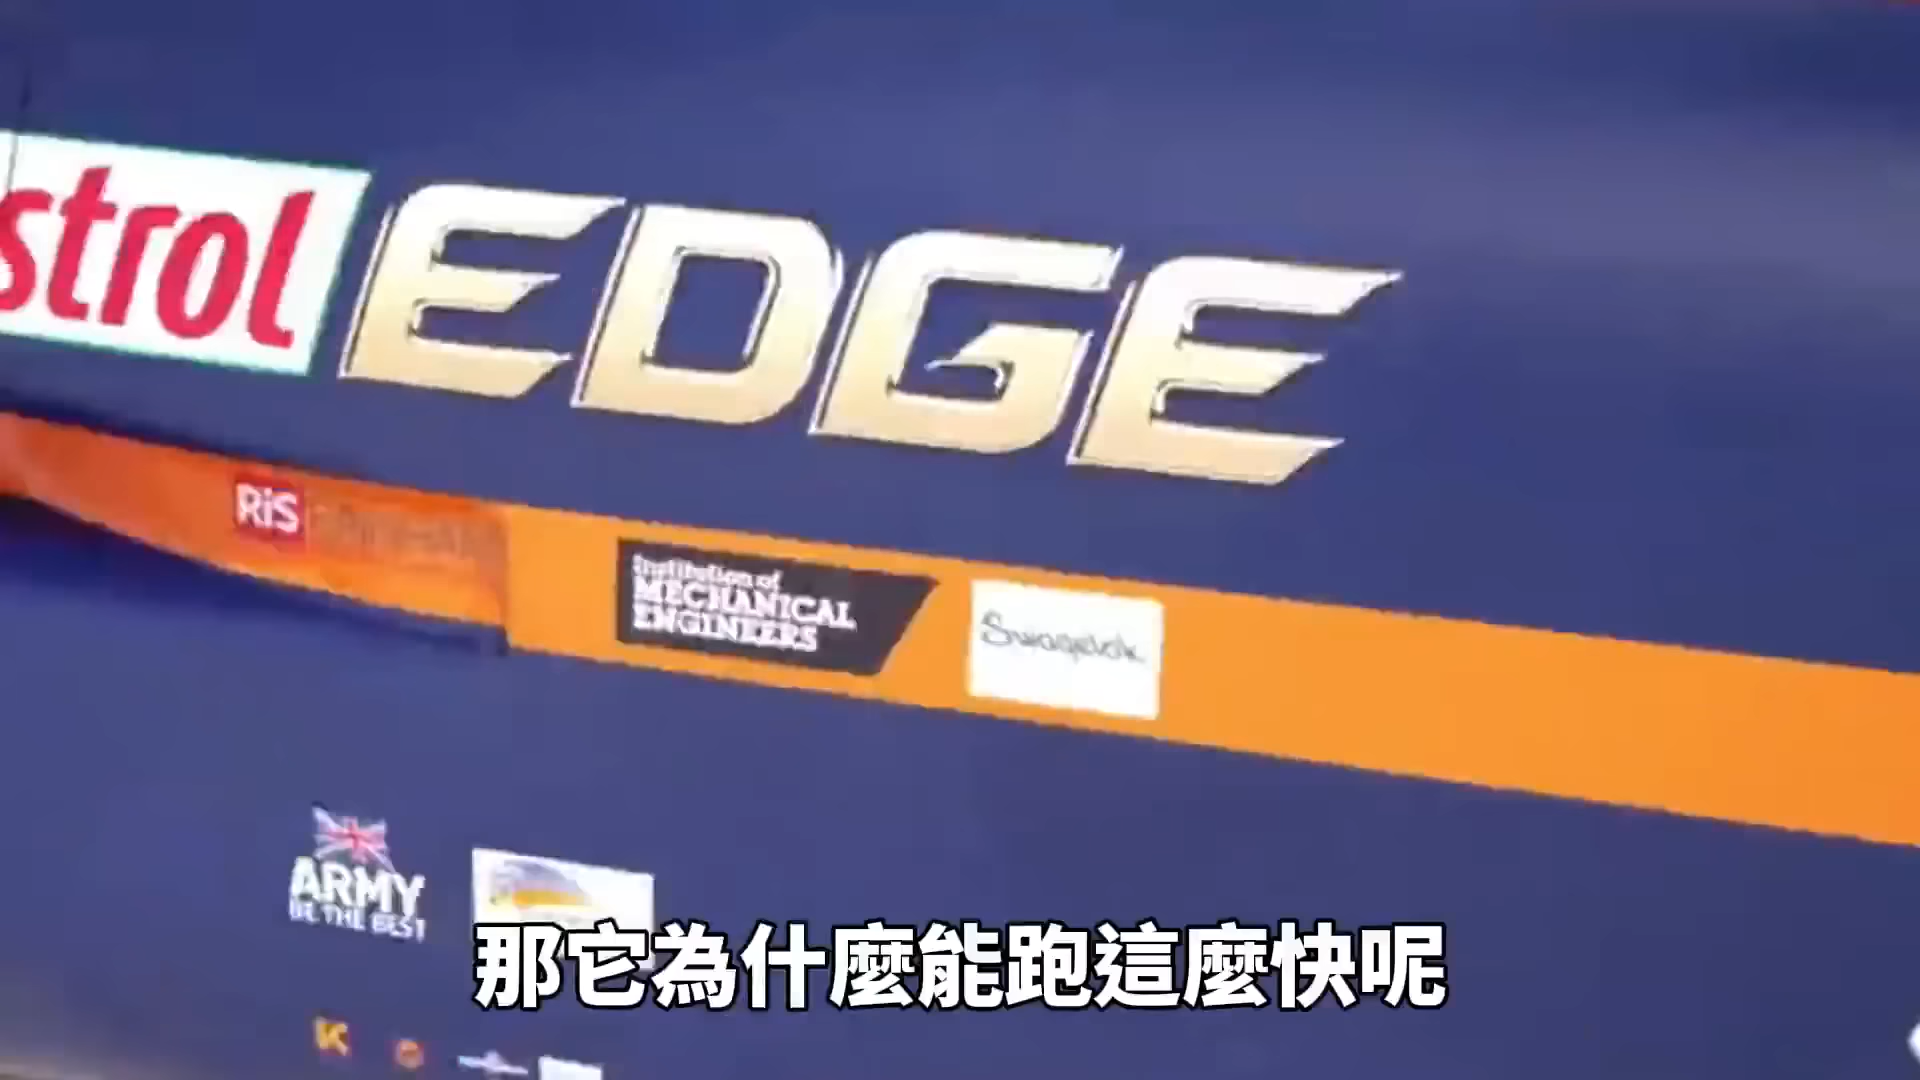 strol EDGE
RiS
Institution of
MECHANICAL
ENGINEERS
Swagelok
ARMY
BE THE BEST
那它為什麼能跑這麼快呢